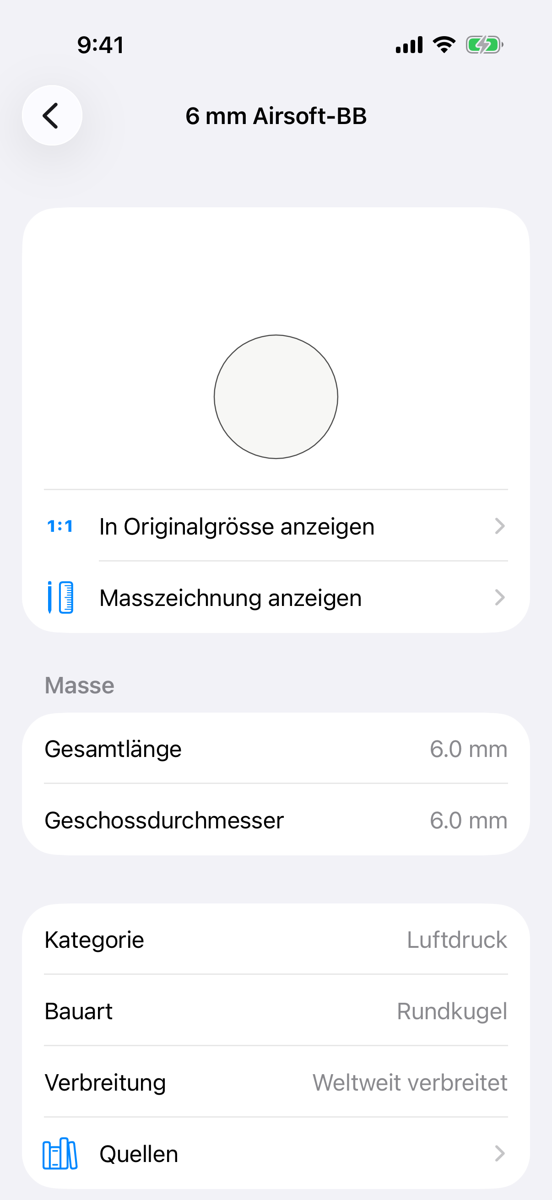 9:41
6 mm Airsoft-BB
1:1 In Originalgrösse anzeigen
Masszeichnung anzeigen
Masse
Gesamtlänge 6.0 mm
Geschossdurchmesser 6.0 mm
Kategorie Luftdruck
Bauart Rundkugel
Verbreitung Weltweit verbreitet
Quellen